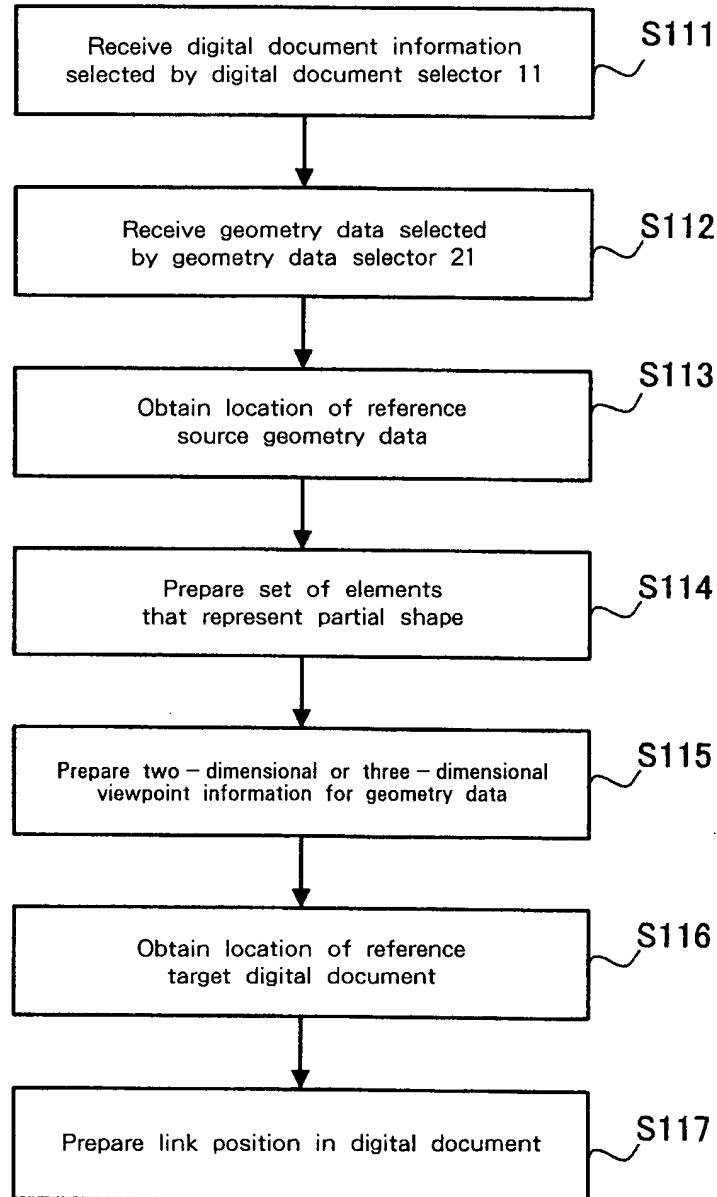 Receive digital document information
selected by digital document selector 11
S111
Receive geometry data selected
by geometry data selector 21
S112
Obtain location of reference
source geometry data
S113
Prepare set of elements
that represent partial shape
S114
Prepare two-dimensional or three-dimensional
viewpoint information for geometry data
S115
Obtain location of reference
target digital document
S116
Prepare link position in digital document
S117